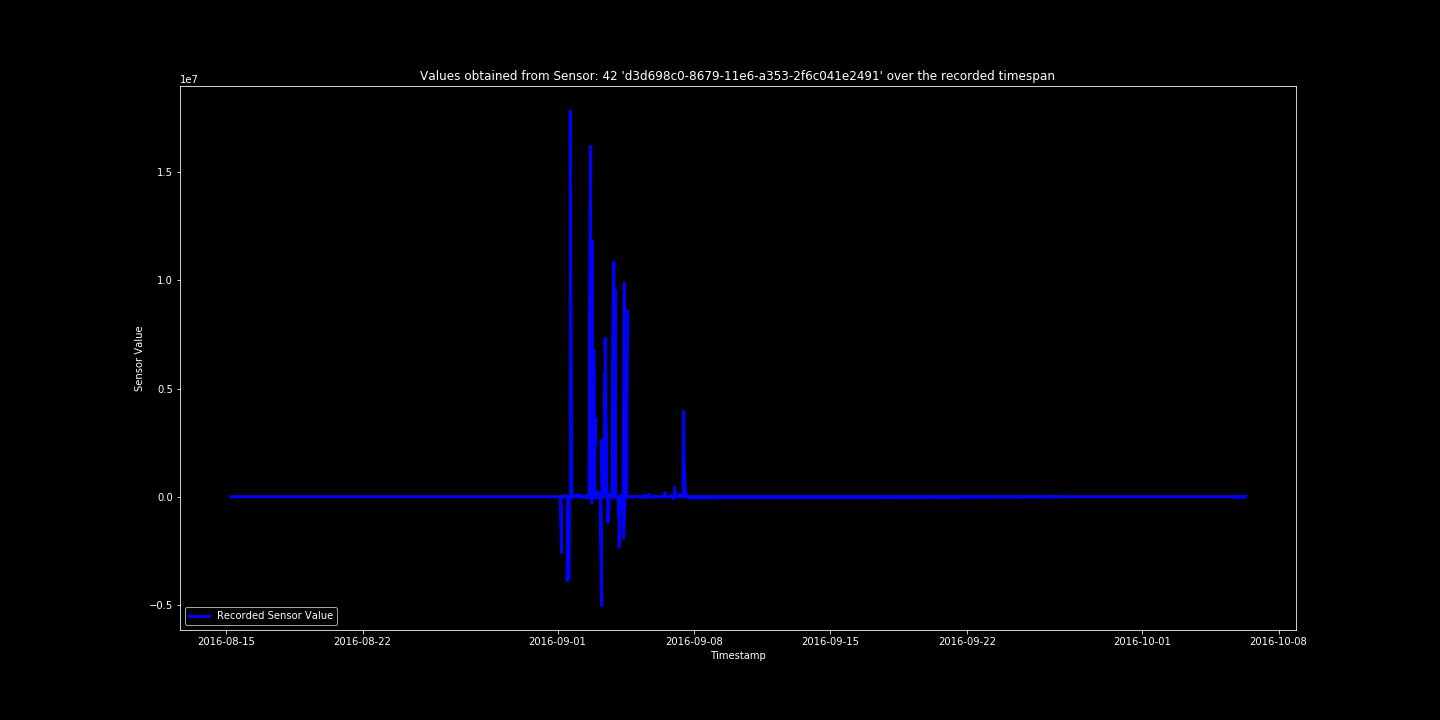 Values obtained from Sensor: 42 'd3d698c0-8679-11e6-a353-2f6c041e2491' over the recorded timespan
1e7
1.5
1.0
0.5
0.0
−0.5
Sensor Value
Recorded Sensor Value
2016-08-15 2016-08-22 2016-09-01 2016-09-08 2016-09-15 2016-09-22 2016-10-01 2016-10-08
Timestamp